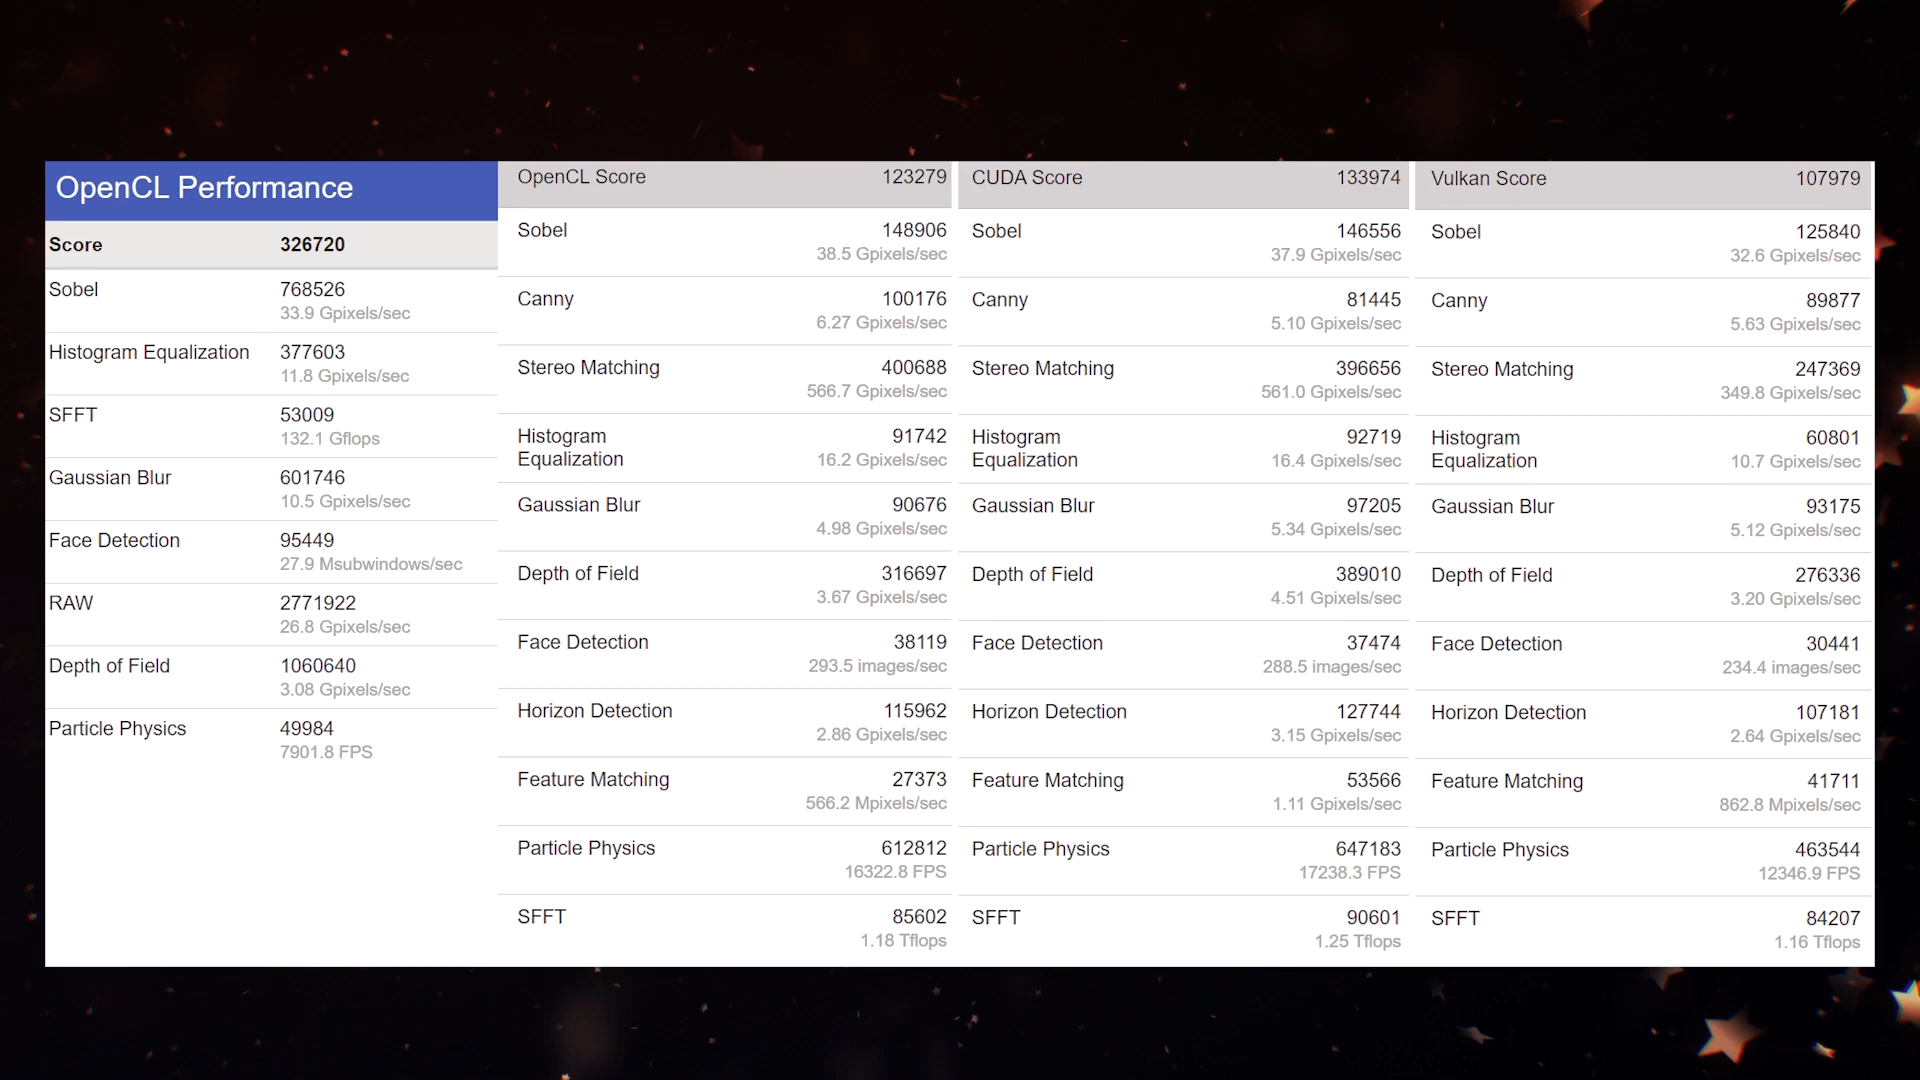 OpenCL Performance
Score 326720
Sobel 768526
33.9 Gpixels/sec
Histogram Equalization 377603
11.8 Gpixels/sec
SFFT 53009
132.1 Gflops
Gaussian Blur 601746
10.5 Gpixels/sec
Face Detection 95449
27.9 Msubwindows/sec
RAW 2771922
26.8 Gpixels/sec
Depth of Field 1060640
3.08 Gpixels/sec
Particle Physics 49984
7901.8 FPS
OpenCL Score 123279
Sobel 148906
38.5 Gpixels/sec
Canny 100176
6.27 Gpixels/sec
Stereo Matching 400688
566.7 Gpixels/sec
Histogram 91742
Equalization 16.2 Gpixels/sec
Gaussian Blur 90676
4.98 Gpixels/sec
Depth of Field 316697
3.67 Gpixels/sec
Face Detection 38119
293.5 images/sec
Horizon Detection 115962
2.86 Gpixels/sec
Feature Matching 27373
566.2 Mpixels/sec
Particle Physics 612812
16322.8 FPS
SFFT 85602
1.18 Tflops
CUDA Score 133974
Sobel 146556
37.9 Gpixels/sec
Canny 81445
5.10 Gpixels/sec
Stereo Matching 396656
561.0 Gpixels/sec
Histogram 92719
Equalization 16.4 Gpixels/sec
Gaussian Blur 97205
5.34 Gpixels/sec
Depth of Field 389010
4.51 Gpixels/sec
Face Detection 37474
288.5 images/sec
Horizon Detection 127744
3.15 Gpixels/sec
Feature Matching 53566
1.11 Gpixels/sec
Particle Physics 647183
17238.3 FPS
SFFT 90601
1.25 Tflops
Vulkan Score 107979
Sobel 125840
32.6 Gpixels/sec
Canny 89877
5.63 Gpixels/sec
Stereo Matching 247369
349.8 Gpixels/sec
Histogram 60801
Equalization 10.7 Gpixels/sec
Gaussian Blur 93175
5.12 Gpixels/sec
Depth of Field 276336
3.20 Gpixels/sec
Face Detection 30441
234.4 images/sec
Horizon Detection 107181
2.64 Gpixels/sec
Feature Matching 41711
862.8 Mpixels/sec
Particle Physics 463544
12346.9 FPS
SFFT 84207
1.16 Tflops